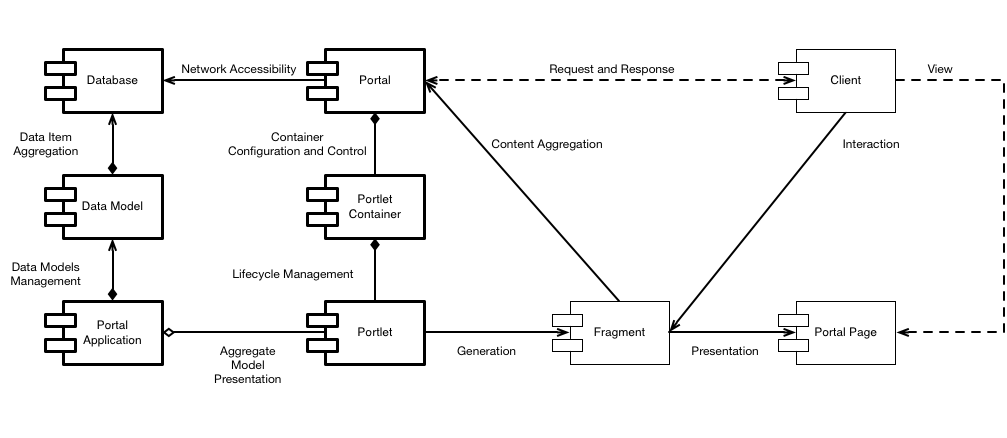 Database
Network Accessibility
Portal
Request and Response
Client
View
Data Item
Aggregation
Container
Configuration and Control
Content Aggregation
Interaction
Data Model
Portlet
Container
Data Models
Management
Lifecycle Management
Portal
Application
Portlet
Fragment
Portal Page
Aggregate
Model
Presentation
Generation
Presentation